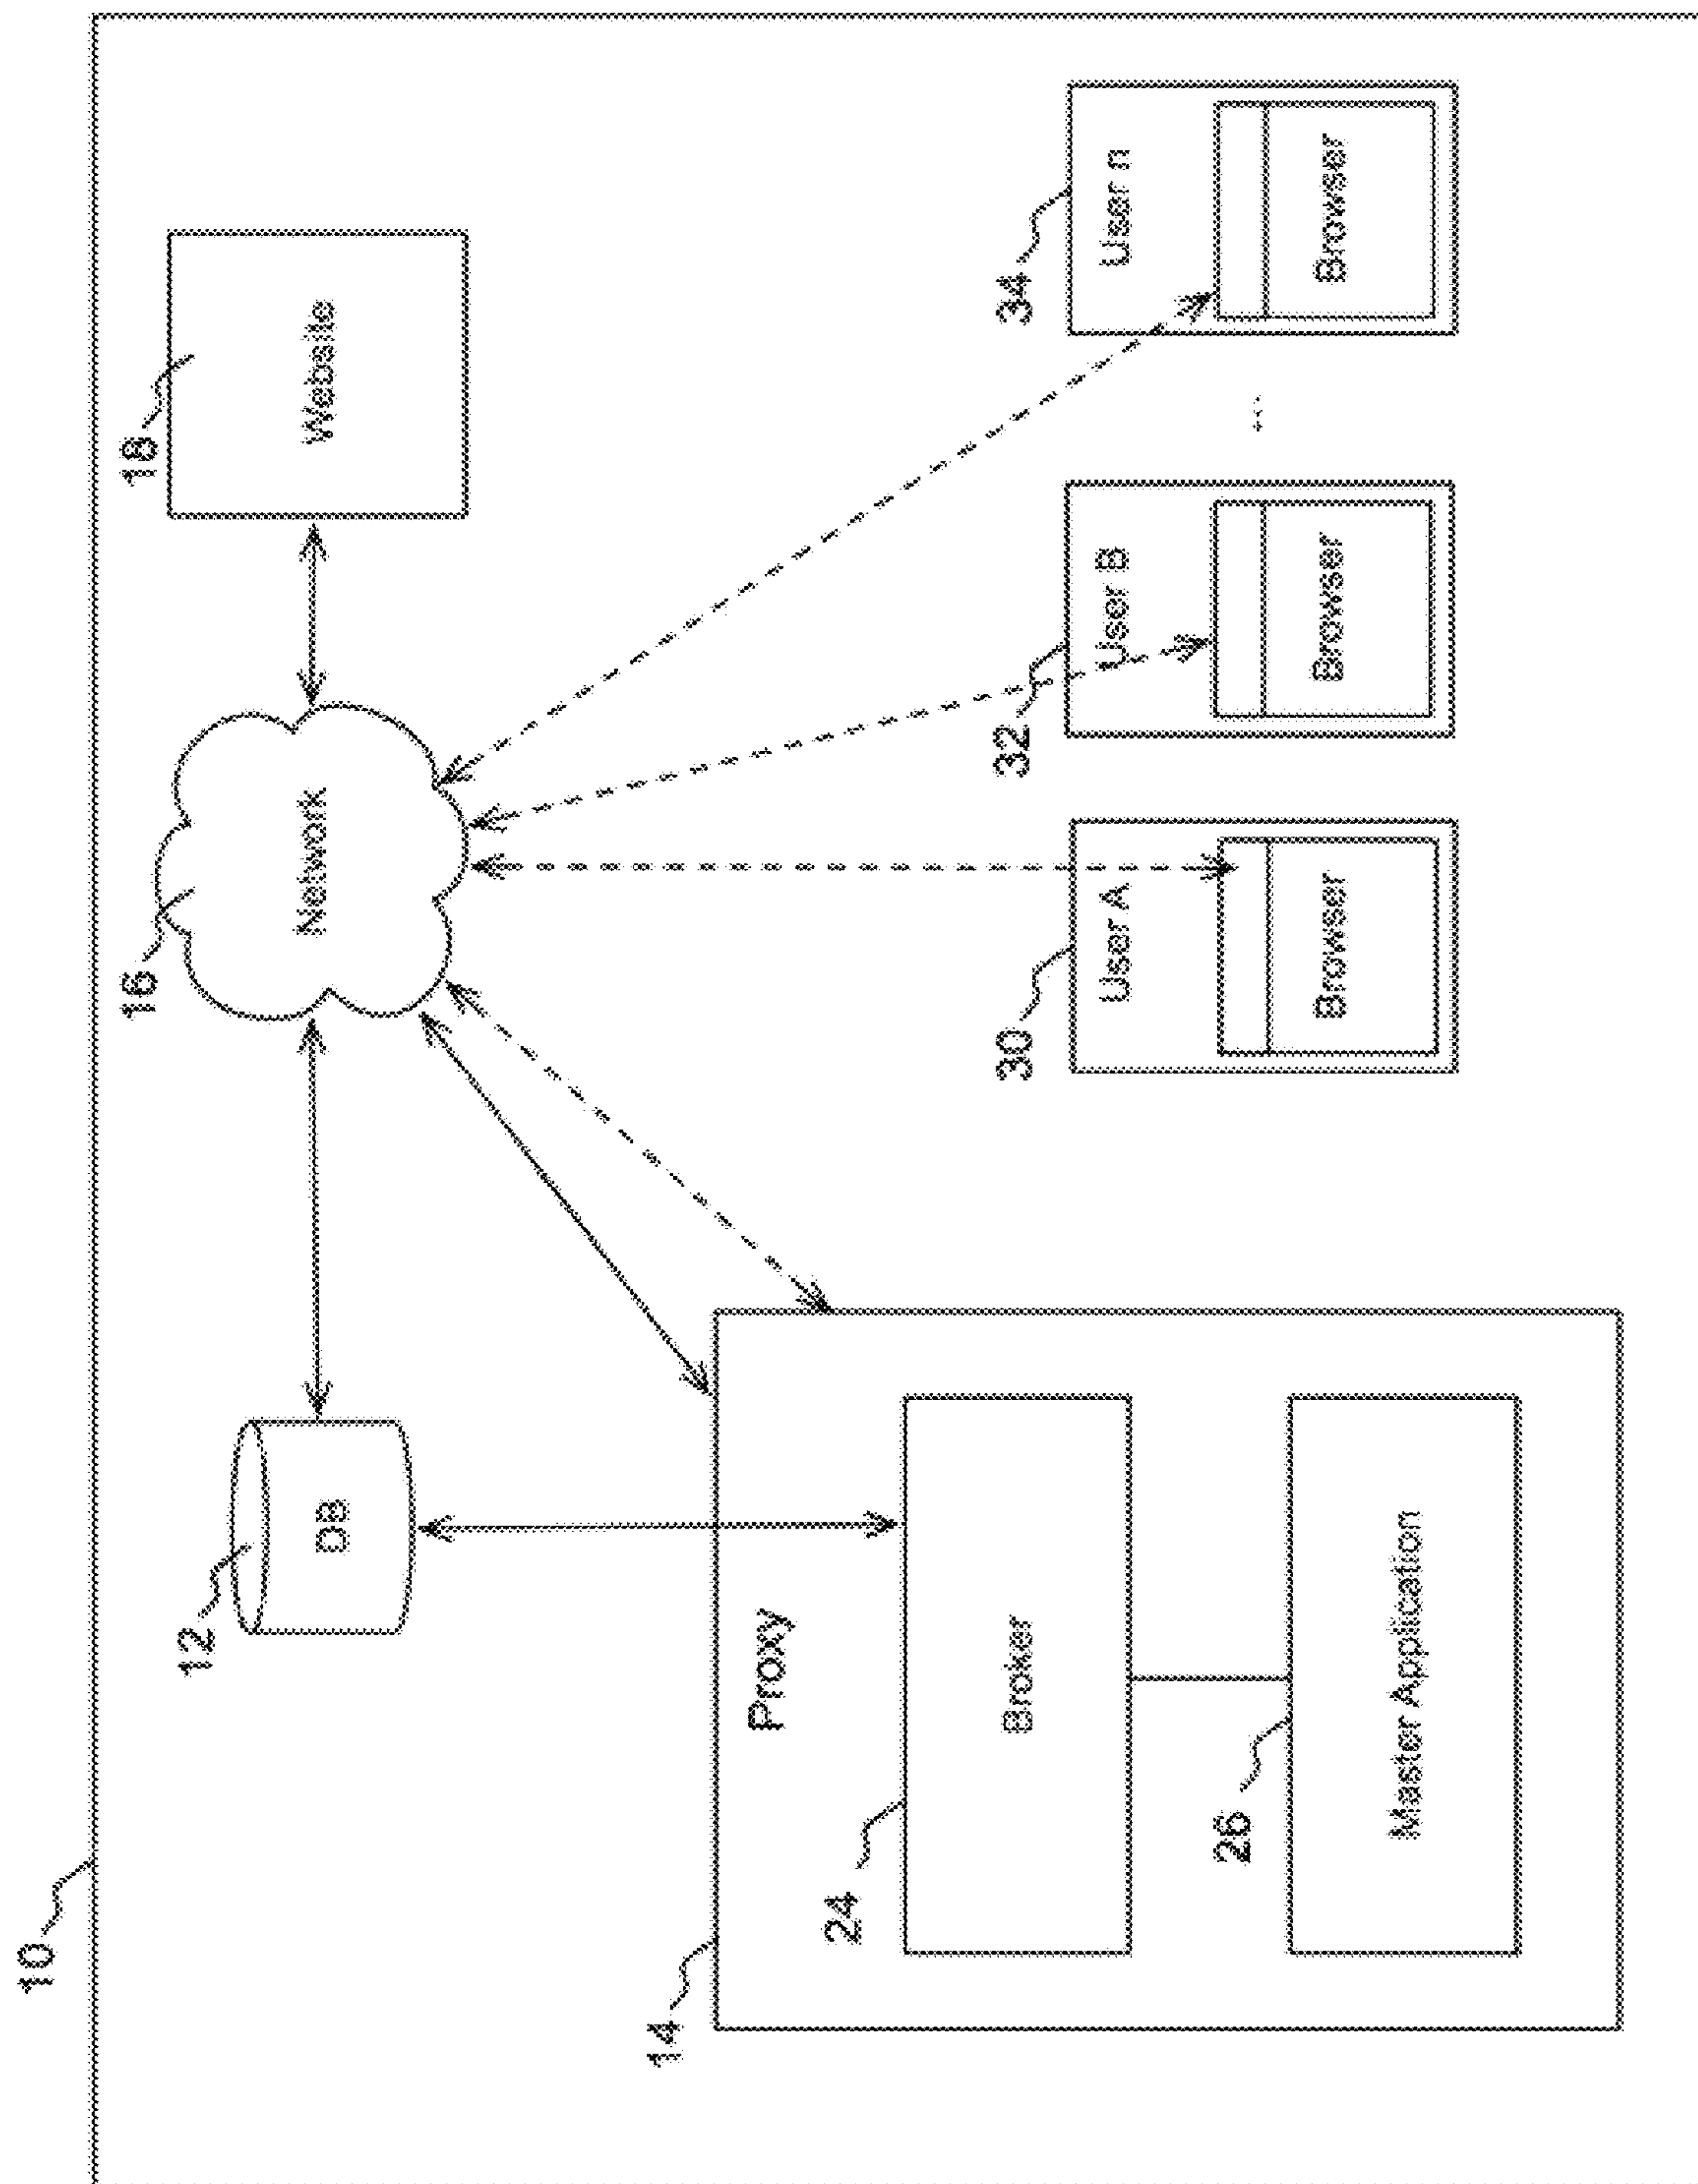 10
12
DB
16
Network
18
Website
14
Proxy
24
Broker
26
Master Application
30
User A
Browser
32
User B
Browser
...
34
User n
Browser